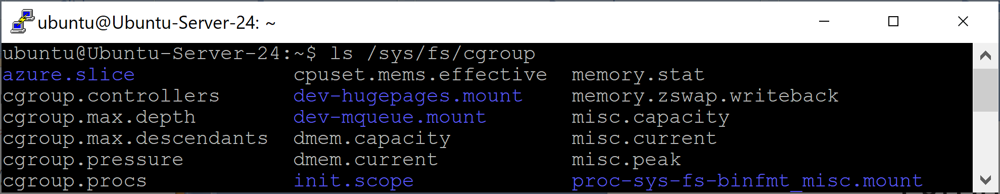 ubuntu@Ubuntu-Server-24: ~
ubuntu@Ubuntu-Server-24:~$ ls /sys/fs/cgroup
azure.slice cpuset.mems.effective memory.stat
cgroup.controllers dev-hugepages.mount memory.zswap.writeback
cgroup.max.depth dev-mqueue.mount misc.capacity
cgroup.max.descendants dmem.capacity misc.current
cgroup.pressure dmem.current misc.peak
cgroup.procs init.scope proc-sys-fs-binfmt_misc.mount